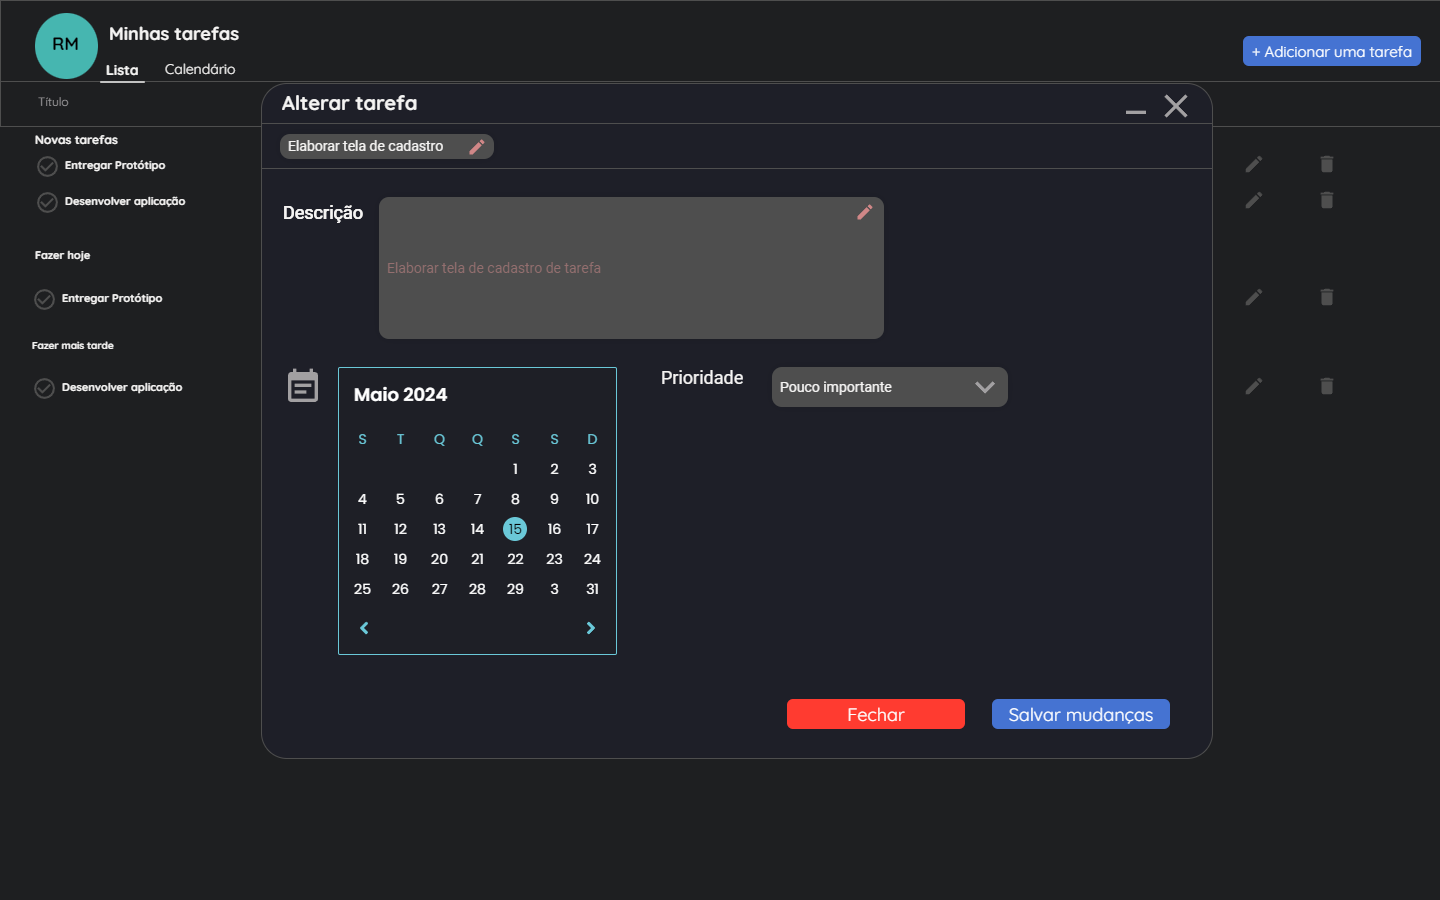 RM
Minhas tarefas
Lista
Calendário
+ Adicionar uma tarefa
Título
Novas tarefas
Entregar Protótipo
Desenvolver aplicação
Fazer hoje
Entregar Protótipo
Fazer mais tarde
Desenvolver aplicação
Alterar tarefa
Elaborar tela de cadastro
Descrição
Elaborar tela de cadastro de tarefa
Maio 2024
S T Q Q S S D
1 2 3
4 5 6 7 8 9 10
11 12 13 14 15 16 17
18 19 20 21 22 23 24
25 26 27 28 29 3 31
Prioridade
Pouco importante
Fechar
Salvar mudanças